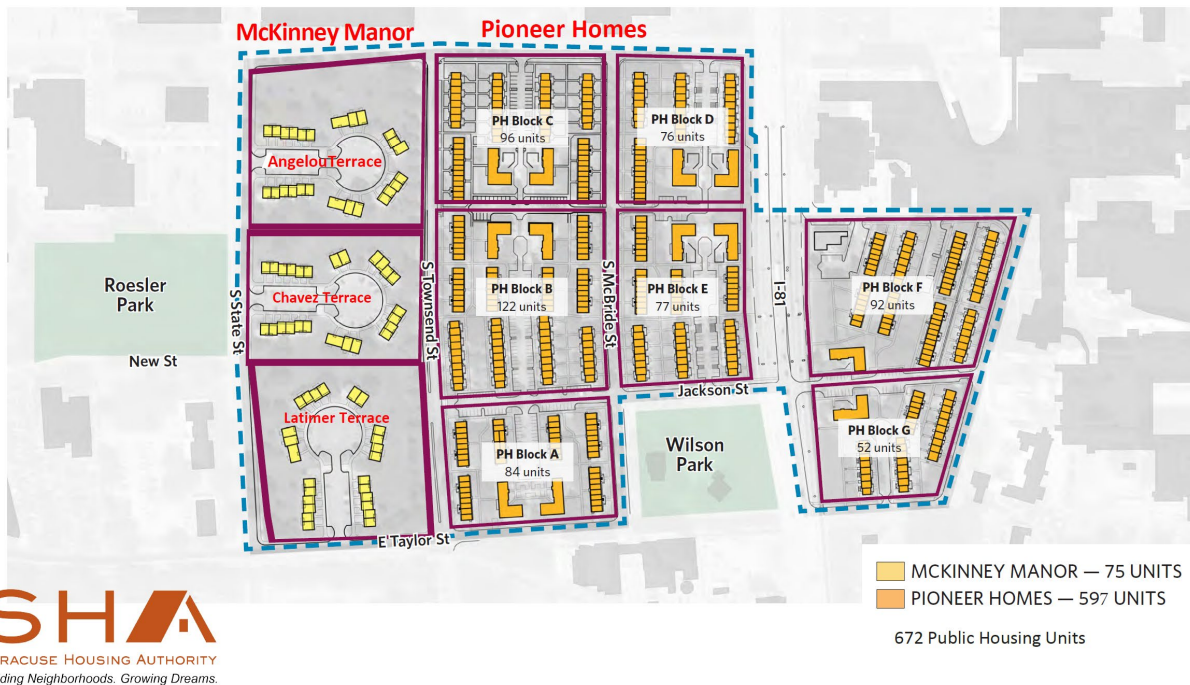 McKinney Manor
Pioneer Homes
PH Block C
96 units
PH Block D
76 units
AngelouTerrace
Roesler
Park
S State St
Chavez Terrace
S Townsend St
PH Block B
122 units
S McBride St
PH Block E
77 units
I-81
PH Block F
92 units
New St
Jackson St
Latimer Terrace
PH Block A
84 units
Wilson
Park
PH Block G
52 units
E Taylor St
MCKINNEY MANOR — 75 UNITS
PIONEER HOMES — 597 UNITS
672 Public Housing Units
SHA
RACUSE HOUSING AUTHORITY
ding Neighborhoods. Growing Dreams.